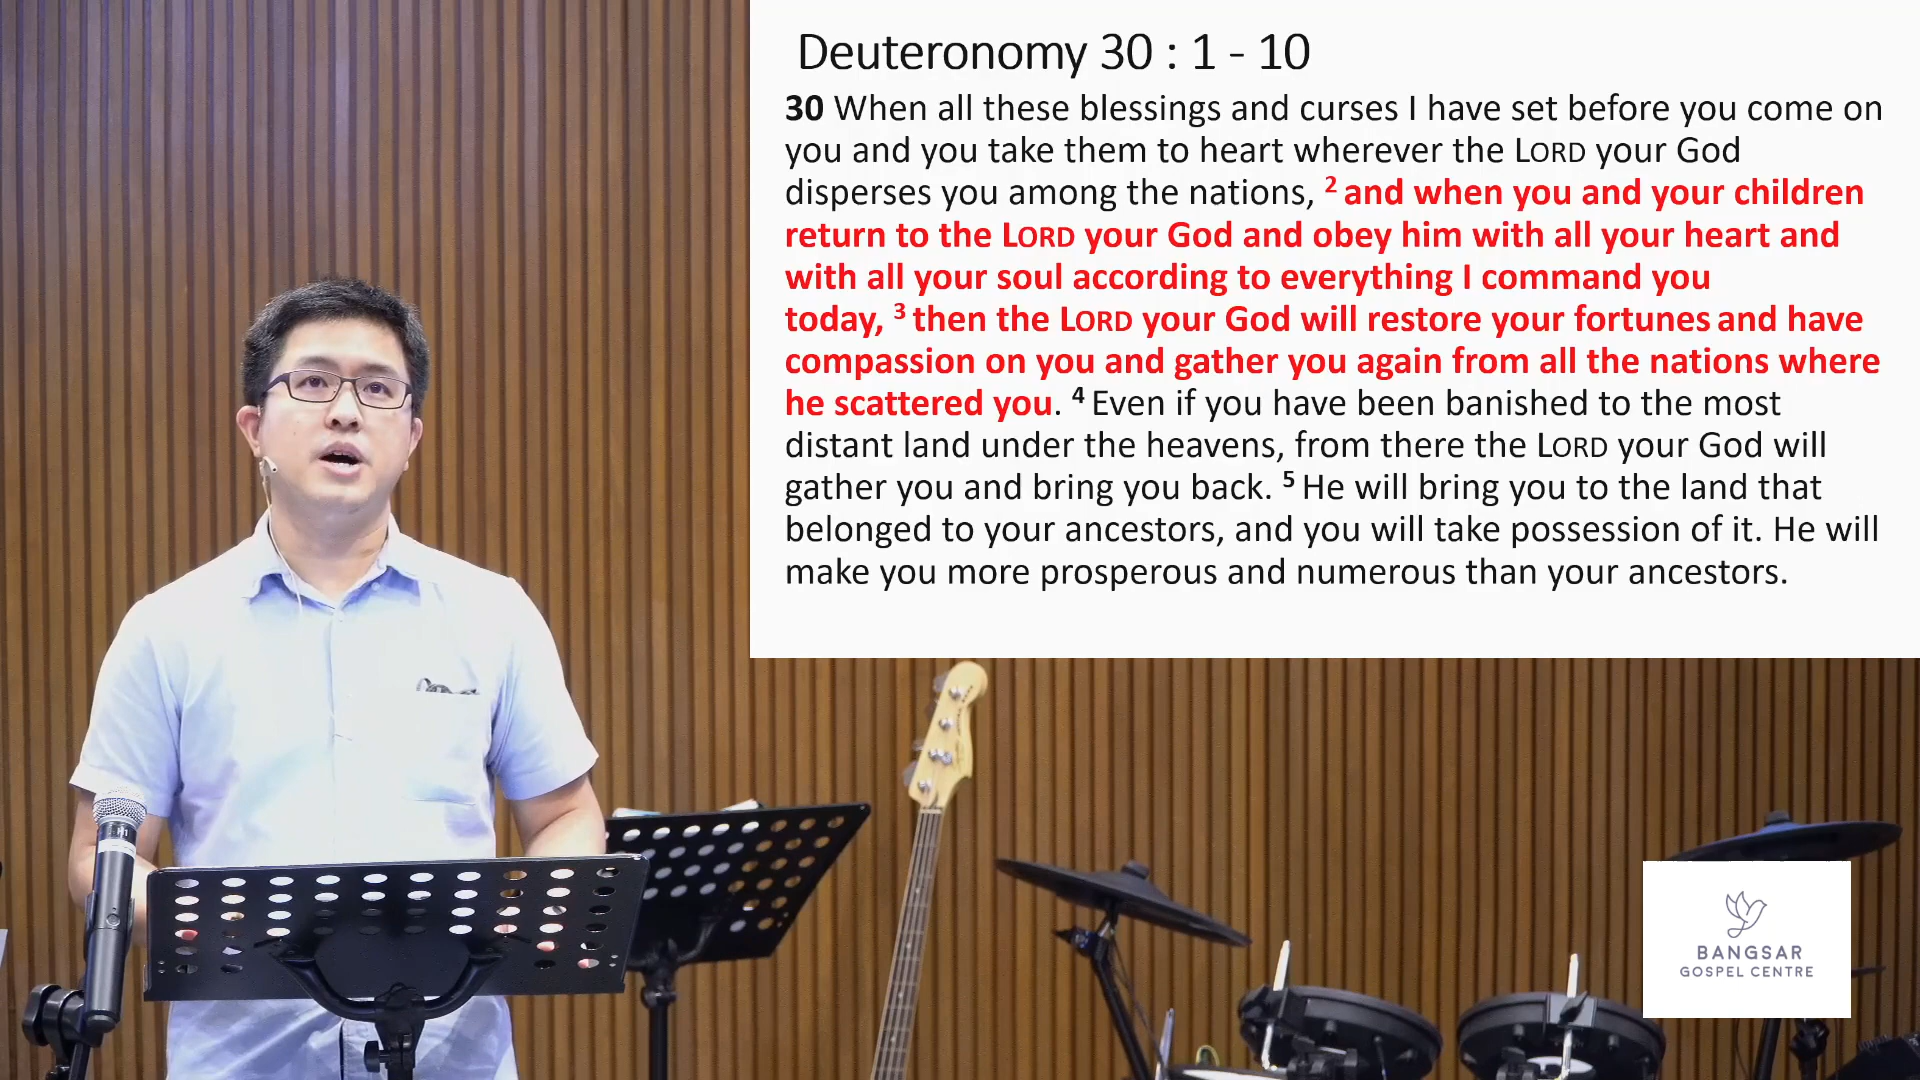 Deuteronomy 30 : 1 - 10
30 When all these blessings and curses I have set before you come on
you and you take them to heart wherever the LORD your God
disperses you among the nations, 2 and when you and your children
return to the LORD your God and obey him with all your heart and
with all your soul according to everything I command you
today, 3 then the LORD your God will restore your fortunes and have
compassion on you and gather you again from all the nations where
he scattered you. 4 Even if you have been banished to the most
distant land under the heavens, from there the LORD your God will
gather you and bring you back. 5 He will bring you to the land that
belonged to your ancestors, and you will take possession of it. He will
make you more prosperous and numerous than your ancestors.
H1
BANGSAR
GOSPEL CENTRE